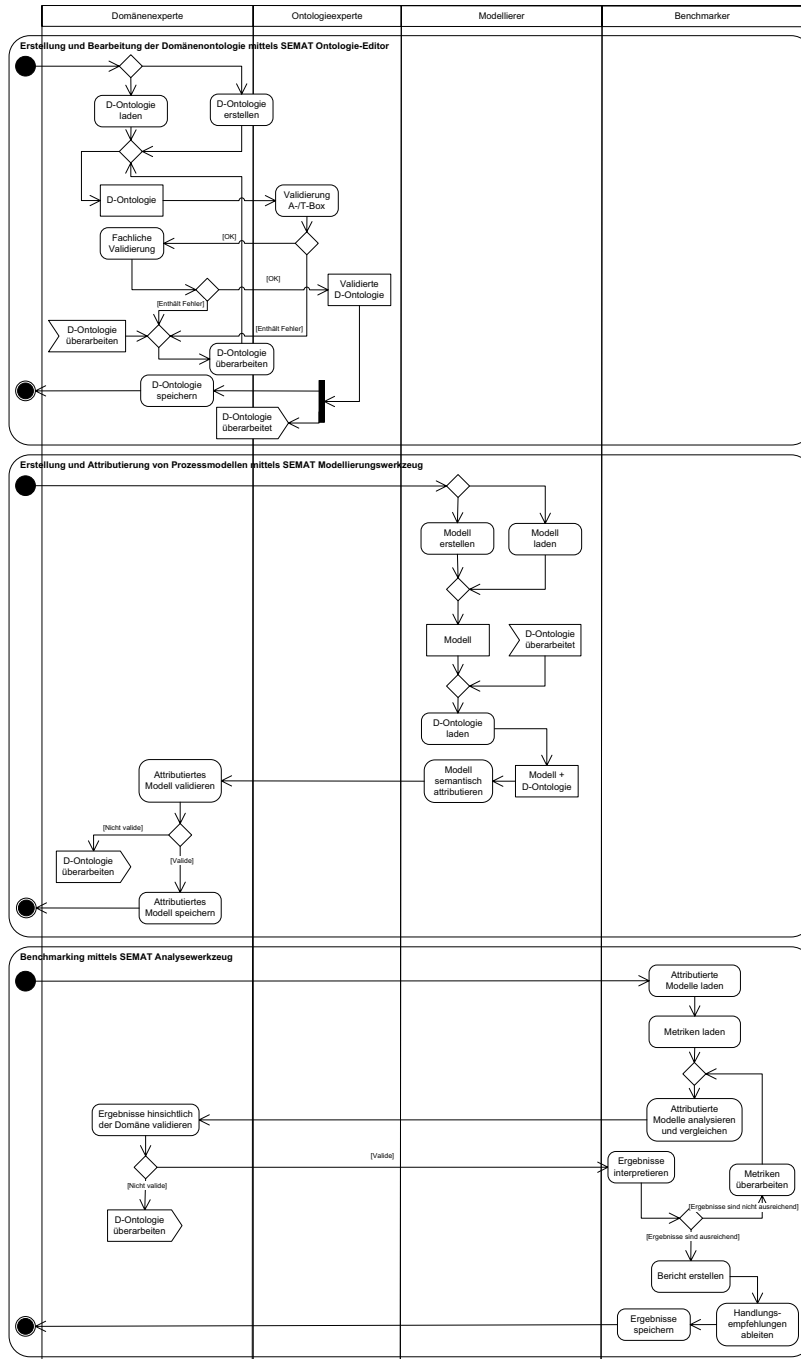 Domänenexperte
Ontologieexperte
Modellierer
Benchmarker
Erstellung und Bearbeitung der Domänenontologie mittels SEMAT Ontologie-Editor
D-Ontologie
laden
D-Ontologie
erstellen
D-Ontologie
Validierung
A-/T-Box
Fachliche
Validierung
[OK]
[OK]
Validierte
D-Ontologie
[Enthält Fehler]
D-Ontologie
überarbeiten
[Enthält Fehler]
D-Ontologie
überarbeiten
D-Ontologie
speichern
D-Ontologie
überarbeitet
Erstellung und Attributierung von Prozessmodellen mittels SEMAT Modellierungswerkzeug
Modell
erstellen
Modell
laden
Modell
D-Ontologie
überarbeitet
D-Ontologie
laden
Attributiertes
Modell validieren
Modell
semantisch
attributieren
Modell +
D-Ontologie
[Nicht valide]
D-Ontologie
überarbeiten
[Valide]
Attributiertes
Modell speichern
Benchmarking mittels SEMAT Analysewerkzeug
Attributierte
Modelle laden
Metriken laden
Ergebnisse hinsichtlich
der Domäne validieren
Attributierte
Modelle analysieren
und vergleichen
[Valide]
Ergebnisse
interpretieren
Metriken
überarbeiten
[Nicht valide]
D-Ontologie
überarbeiten
[Ergebnisse sind nicht ausreichend]
[Ergebnisse sind ausreichend]
Bericht erstellen
Ergebnisse
speichern
Handlungs-
empfehlungen
ableiten